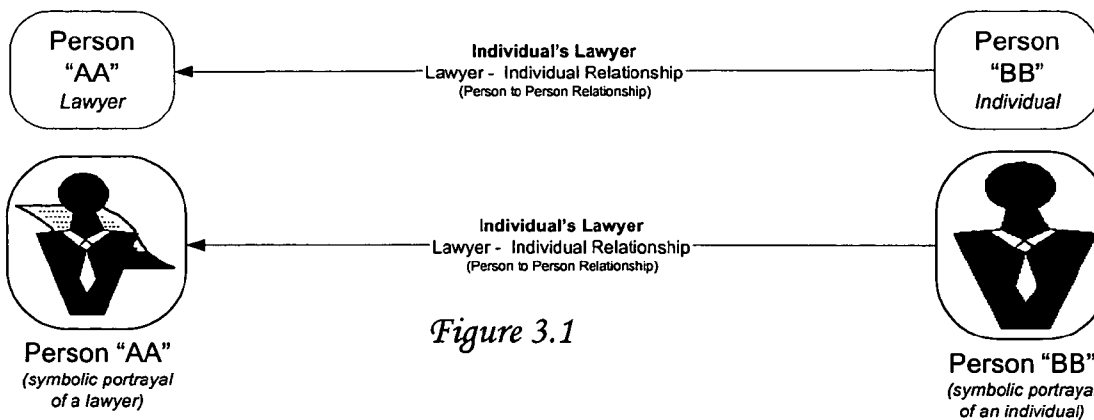 Person
"AA"
Lawyer
Individual's Lawyer
Lawyer - Individual Relationship
(Person to Person Relationship)
Person
"BB"
Individual
Individual's Lawyer
Lawyer - Individual Relationship
(Person to Person Relationship)
Figure 3.1
Person "AA"
(symbolic portrayal
of a lawyer)
Person "BB"
(symbolic portrayal
of an individual)